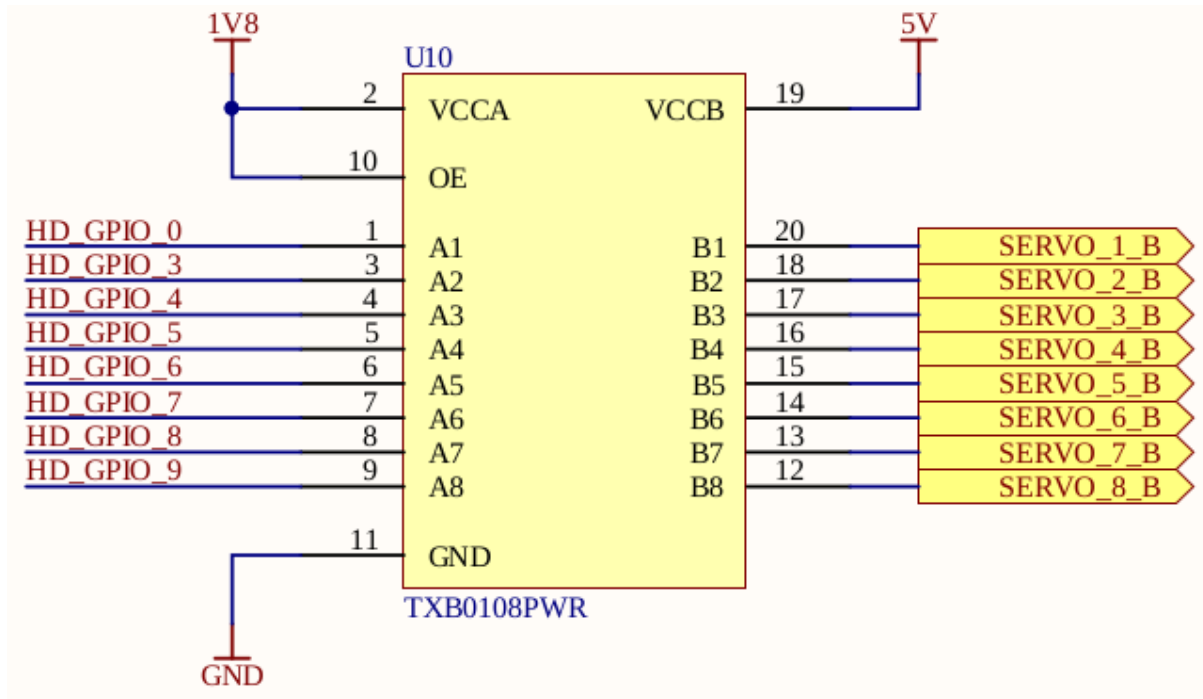 1V8
5V
U10
2
VCCA
VCCB
19
10
OE
HD_GPIO_0
1
A1
B1
20
SERVO_1_B
HD_GPIO_3
3
A2
B2
18
SERVO_2_B
HD_GPIO_4
4
A3
B3
17
SERVO_3_B
HD_GPIO_5
5
A4
B4
16
SERVO_4_B
HD_GPIO_6
6
A5
B5
15
SERVO_5_B
HD_GPIO_7
7
A6
B6
14
SERVO_6_B
HD_GPIO_8
8
A7
B7
13
SERVO_7_B
HD_GPIO_9
9
A8
B8
12
SERVO_8_B
11
GND
TXB0108PWR
GND